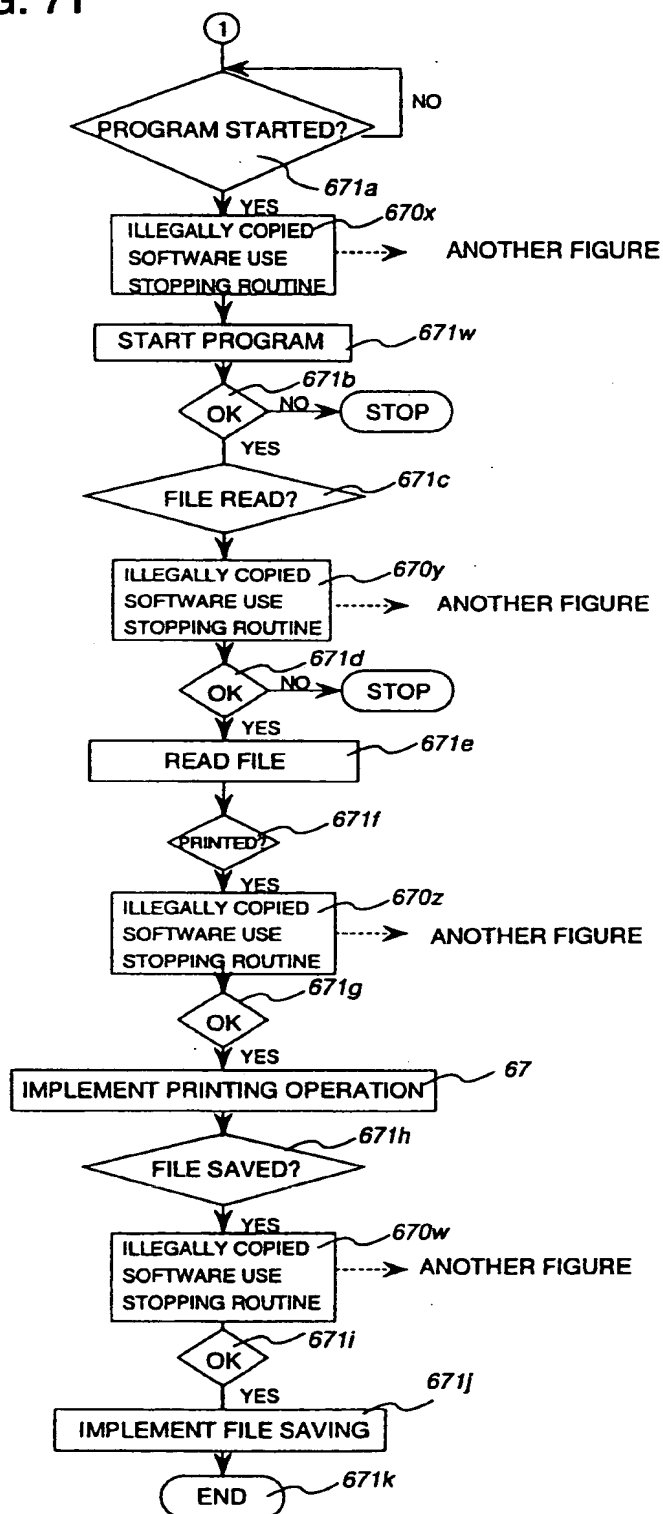 G. 71
1
NO
PROGRAM STARTED?
671a
YES
670x
ILLEGALLY COPIED
SOFTWARE USE
STOPPING ROUTINE
ANOTHER FIGURE
START PROGRAM
671w
671b
OK
NO
STOP
YES
FILE READ?
671c
ILLEGALLY COPIED
SOFTWARE USE
STOPPING ROUTINE
670y
ANOTHER FIGURE
671d
OK
NO
STOP
YES
READ FILE
671e
PRINTED?
671f
YES
ILLEGALLY COPIED
SOFTWARE USE
STOPPING ROUTINE
670z
ANOTHER FIGURE
671g
OK
YES
IMPLEMENT PRINTING OPERATION
67
FILE SAVED?
671h
YES
ILLEGALLY COPIED
SOFTWARE USE
STOPPING ROUTINE
670w
ANOTHER FIGURE
671i
OK
YES
671j
IMPLEMENT FILE SAVING
END
671k